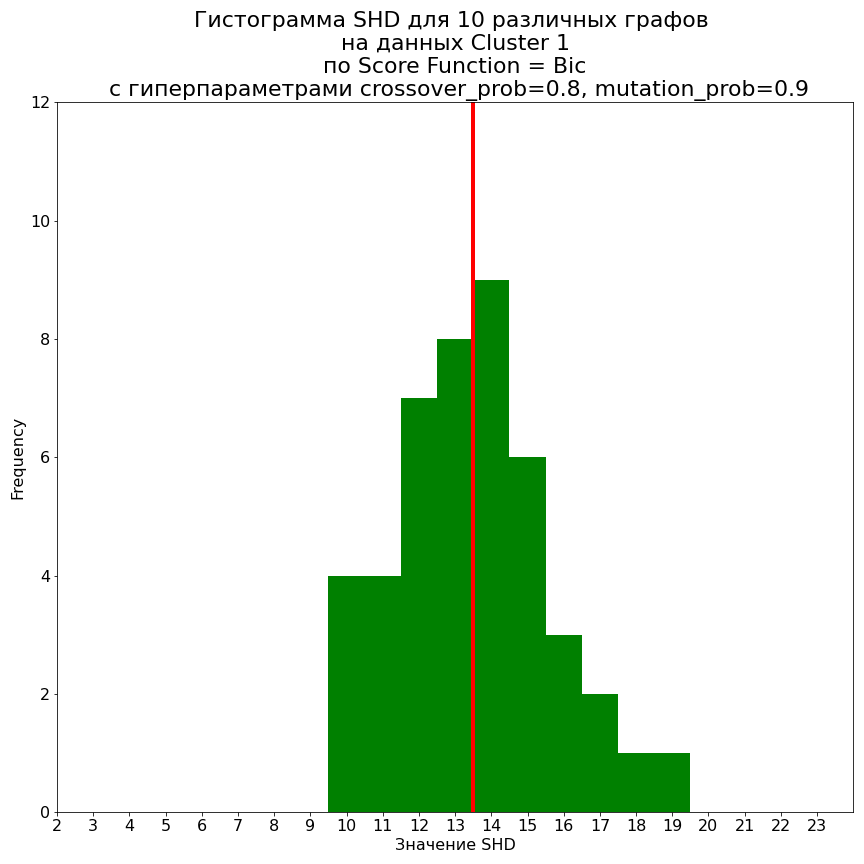 Гистограмма SHD для 10 различных графов
на данных Cluster 1
по Score Function = Bic
с гиперпараметрами crossover_prob=0.8, mutation_prob=0.9
12
10
8
6
4
2
0
Frequency
2 3 4 5 6 7 8 9 10 11 12 13 14 15 16 17 18 19 20 21 22 23
Значение SHD